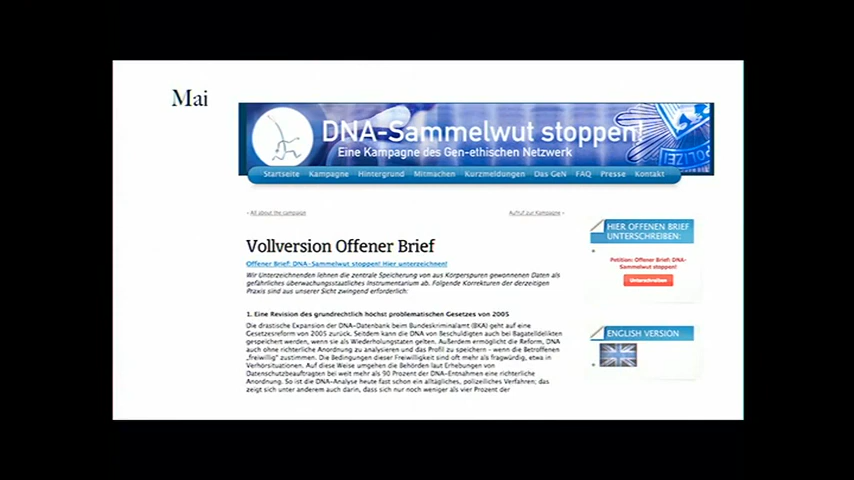 Mai
DNA-Sammelwut stoppen!
Eine Kampagne des Gen-ethischen Netzwerk
POLIZEI
Startseite Kampagne Hintergrund Mitmachen Kurzmeldungen Das GeN FAQ Presse Kontakt
‹ All about the campaign
Aufruf zur Kampagne ›
Vollversion Offener Brief
Offener Brief: DNA-Sammelwut stoppen! Hier unterzeichnen!
Wir Unterzeichnenden lehnen die zentrale Speicherung von aus Körperspuren gewonnenen Daten als
gefährliches überwachungsstaatliches Instrumentarium ab. Folgende Korrekturen der derzeitigen
Praxis sind aus unserer Sicht zwingend erforderlich:
1. Eine Revision des grundrechtlich höchst problematischen Gesetzes von 2005
Die drastische Expansion der DNA-Datenbank beim Bundeskriminalamt (BKA) geht auf eine
Gesetzesreform von 2005 zurück. Seitdem kann die DNA von Beschuldigten auch bei Bagatelldelikten
gespeichert werden, wenn sie als Wiederholungstaten gelten. Außerdem ermöglicht die Reform, DNA
auch ohne richterliche Anordnung zu analysieren und das Profil zu speichern – wenn die Betroffenen
„freiwillig" zustimmen. Die Bedingungen dieser Freiwilligkeit sind oft mehr als fragwürdig, etwa in
Verhörsituationen. Auf diese Weise umgehen die Behörden laut Erhebungen von
Datenschutzbeauftragten bei weit mehr als 90 Prozent der DNA-Entnahmen eine richterliche
Anordnung. So ist die DNA-Analyse heute fast schon ein alltägliches, polizeiliches Verfahren; das
zeigt sich unter anderem auch darin, dass sich nur noch weniger als vier Prozent der
HIER OFFENEN BRIEF
UNTERSCHREIBEN:
Petition: Offener Brief: DNA-
Sammelwut stoppen!
Unterschreiben
ENGLISH VERSION